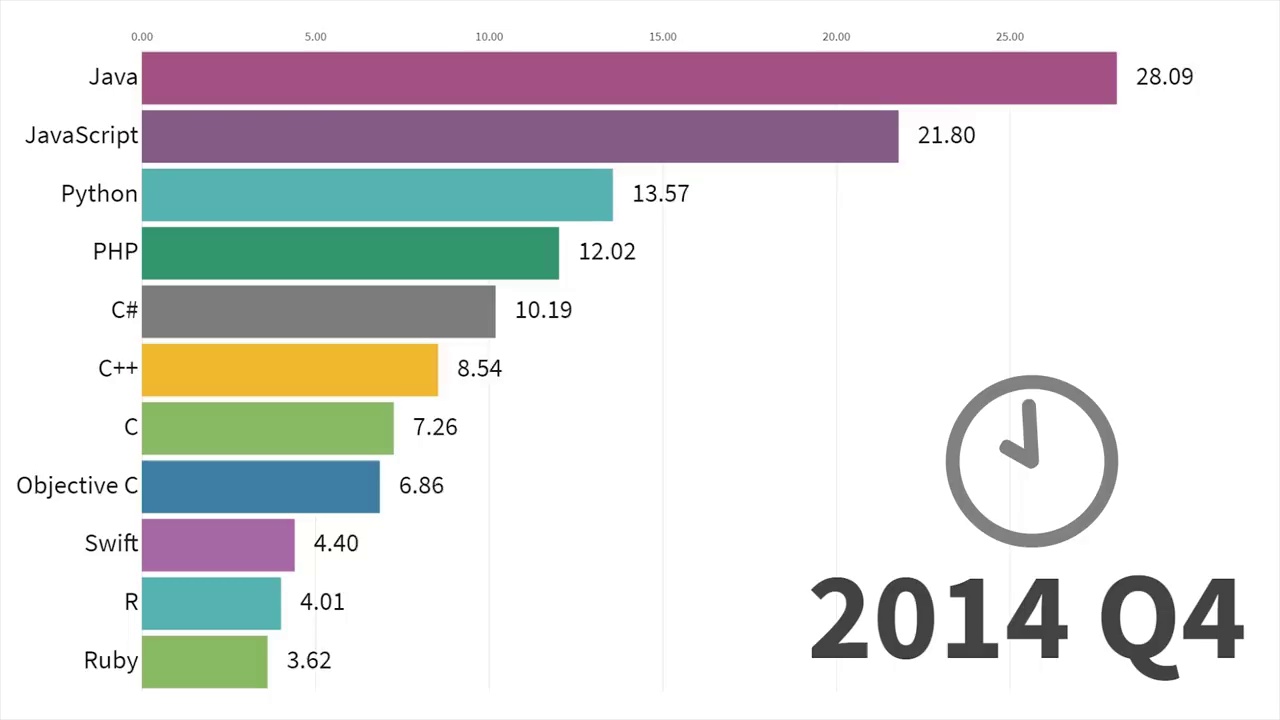 0.00 5.00 10.00 15.00 20.00 25.00
Java 28.09
JavaScript 21.80
Python 13.57
PHP 12.02
C# 10.19
C++ 8.54
C 7.26
Objective C 6.86
Swift 4.40
R 4.01
Ruby 3.62
2014 Q4